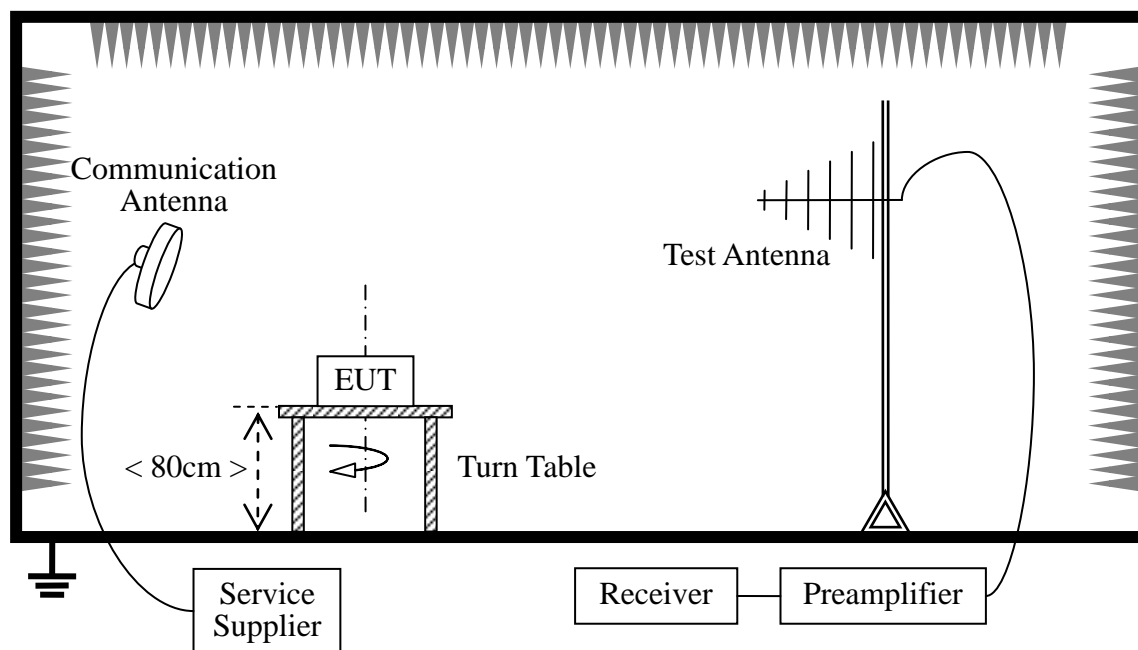 Communication
Antenna
Test Antenna
EUT
< 80cm >
Turn Table
Service
Supplier
Receiver
Preamplifier